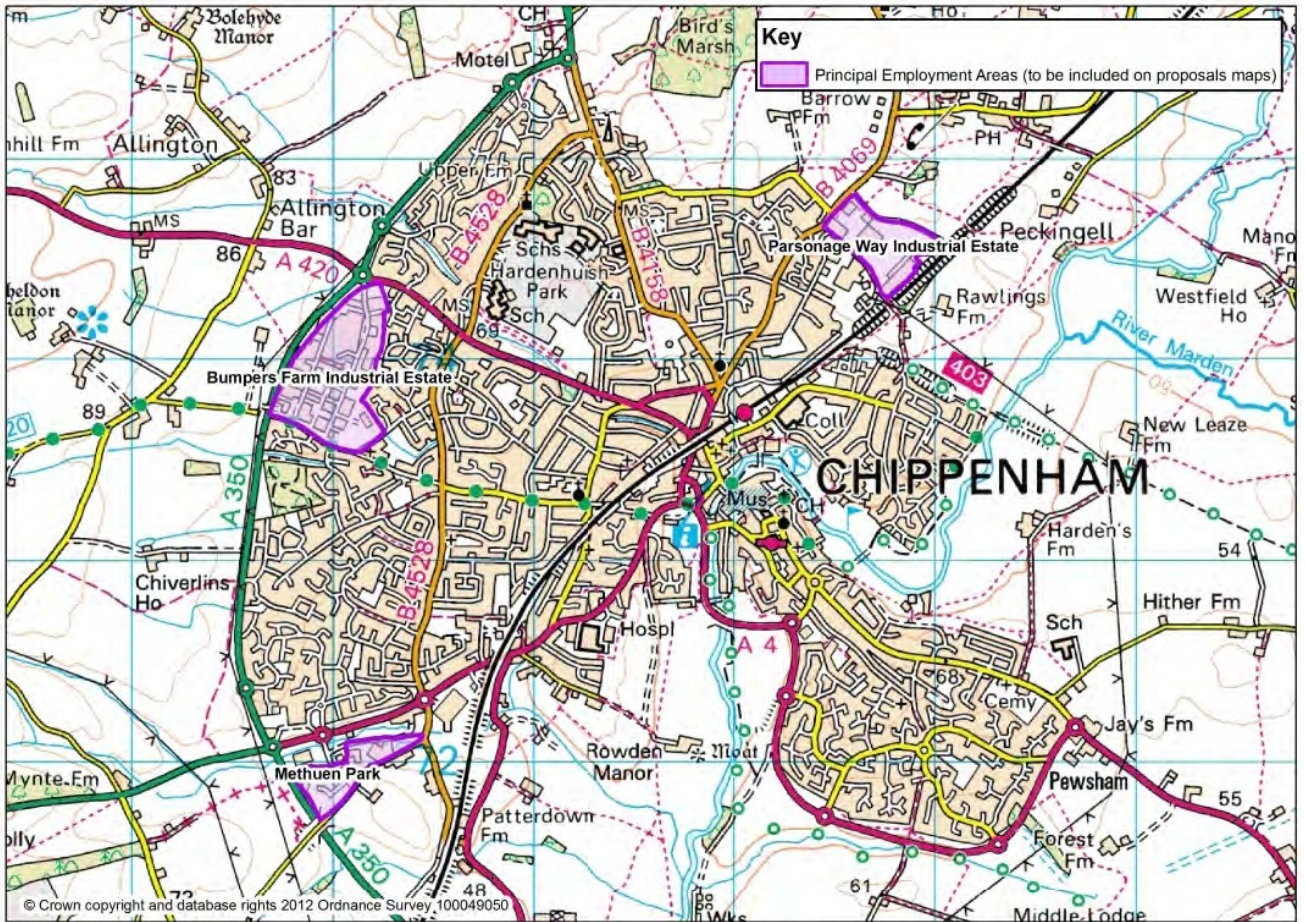 Bolehyde
Manor
CH
Bird's
Marsh
Key
Principal Employment Areas (to be included on proposals maps)
Motel
Barrow
Fm
PH
Allington
Upper Fm
83
B 4069
Allington
Bar
MS
B 4528
MS
Schs
Hardenhuish
Park
B 4158
Parsonage Way Industrial Estate
Peckingell
86
A 420
Westfield
Ho
Rawlings
Fm
MS
Sch
69
River Marden
Bumpers Farm Industrial Estate
403
89
20
Coll
New Leaze
Fm
CHIPPENHAM
A 350
Mus
CH
Harden's
Fm
54
Chiverlins
Ho
B 4528
Hospl
Hither Fm
A 4
Sch
68
Cemy
Jay's Fm
Rowden
Manor
Moat
Pewsham
Methuen Park
Mynte Fm
55
Patterdown
Fm
Forest
Fm
A 350
48
61
Middle Lodge
Wks
© Crown copyright and database rights 2012 Ordnance Survey 100049050